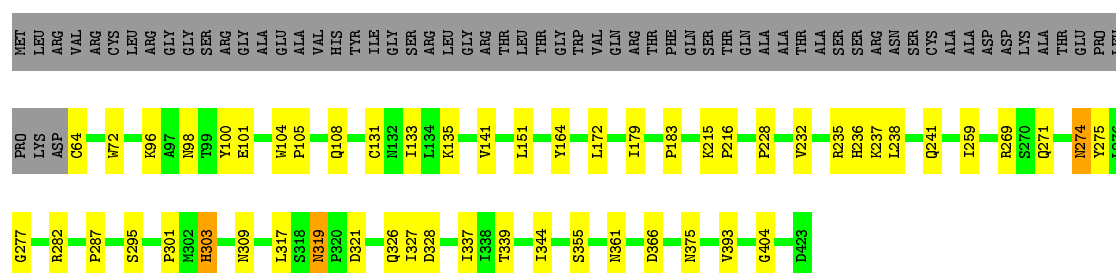 MET LEU ARG VAL ARG CYS LEU ARG GLY GLY SER ARG GLY ALA GLU ALA VAL HIS TYR ILE GLY SER ARG LEU GLY ARG THR LEU THR GLY TRP VAL GLN ARG THR PHE GLN SER THR GLN ALA ALA THR ALA SER SER ARG ASN SER CYS ALA ALA ASP ASP LYS ALA THR GLU PRO LEU
PRO LYS ASP C64 W72 K96 A97 N98 T99 Y100 E101 W104 P105 Q108 C131 N132 I133 L134 K135 V141 L151 Y164 L172 I179 P183 K215 P216 P228 V232 R235 H236 K237 L238 Q241 I259 R269 S270 Q271 N274 Y275
G277 R282 P287 S295 P301 M302 H303 N309 L317 S318 N319 P320 D321 Q326 I327 D328 I337 I338 T339 I344 S355 N361 D366 N375 V393 G404 D423